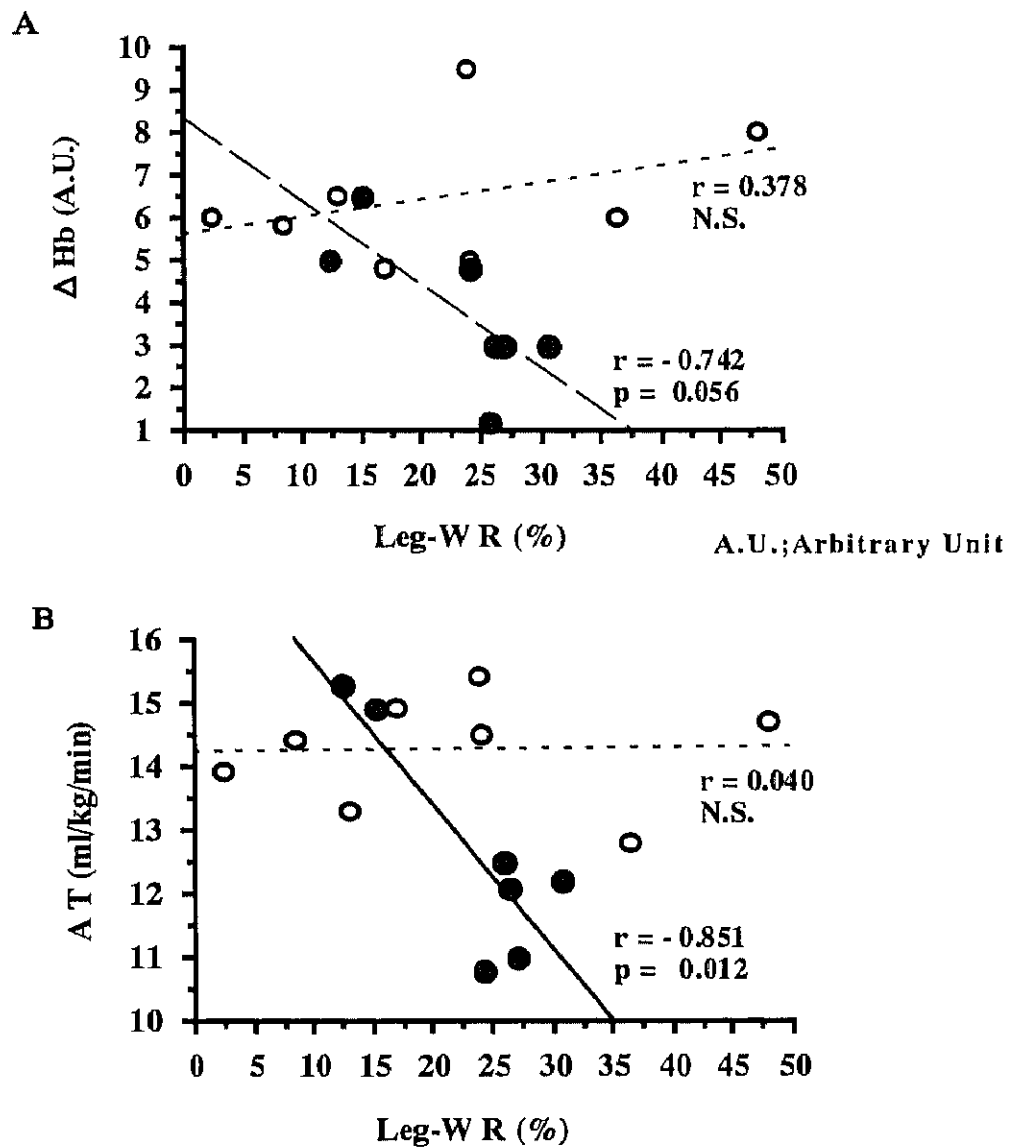 A
10
9
8
7
6
5
4
3
2
1
Δ Hb (A.U.)
r = 0.378
N.S.
r = - 0.742
p = 0.056
0 5 10 15 20 25 30 35 40 45 50
Leg-W R (%)
A.U.;Arbitrary Unit
B
16
15
14
13
12
11
10
A T (ml/kg/min)
r = 0.040
N.S.
r = - 0.851
p = 0.012
0 5 10 15 20 25 30 35 40 45 50
Leg-W R (%)